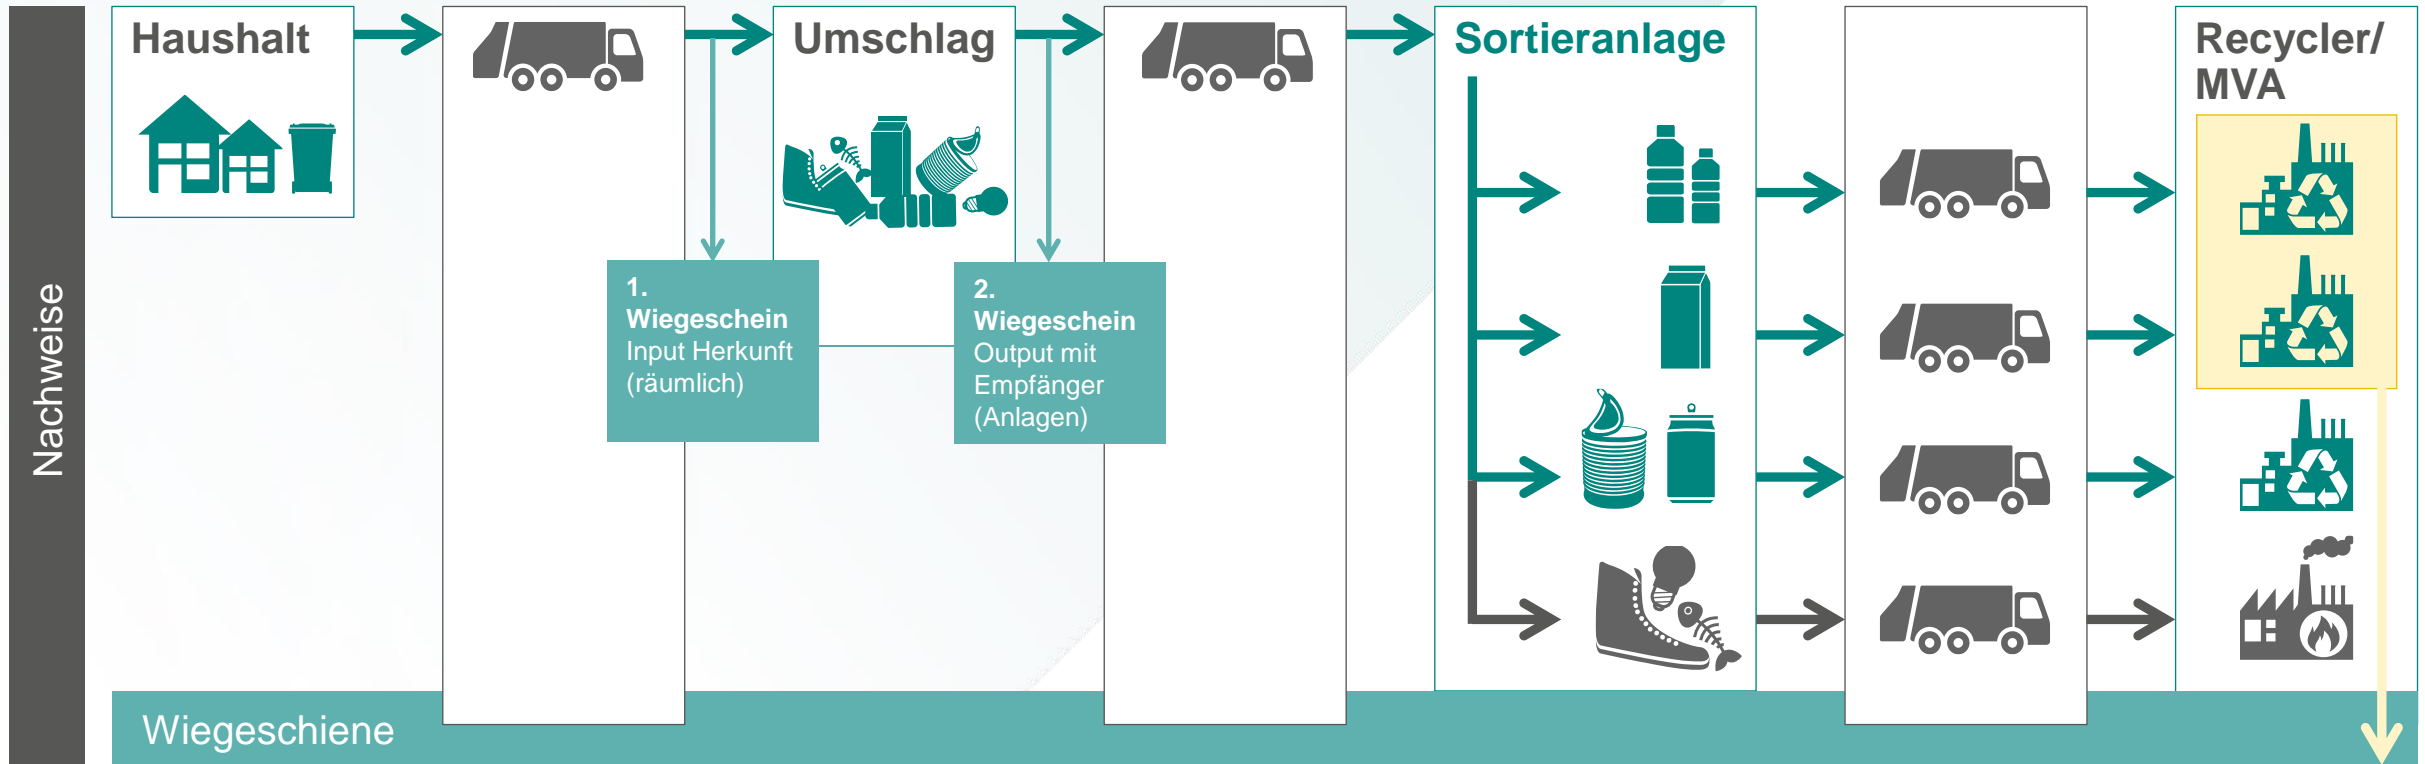 Nachweise
Haushalt
Umschlag
Sortieranlage
Recycler/
MVA
1.
Wiegeschein
Input Herkunft
(räumlich)
2.
Wiegeschein
Output mit
Empfänger
(Anlagen)
Wiegeschiene